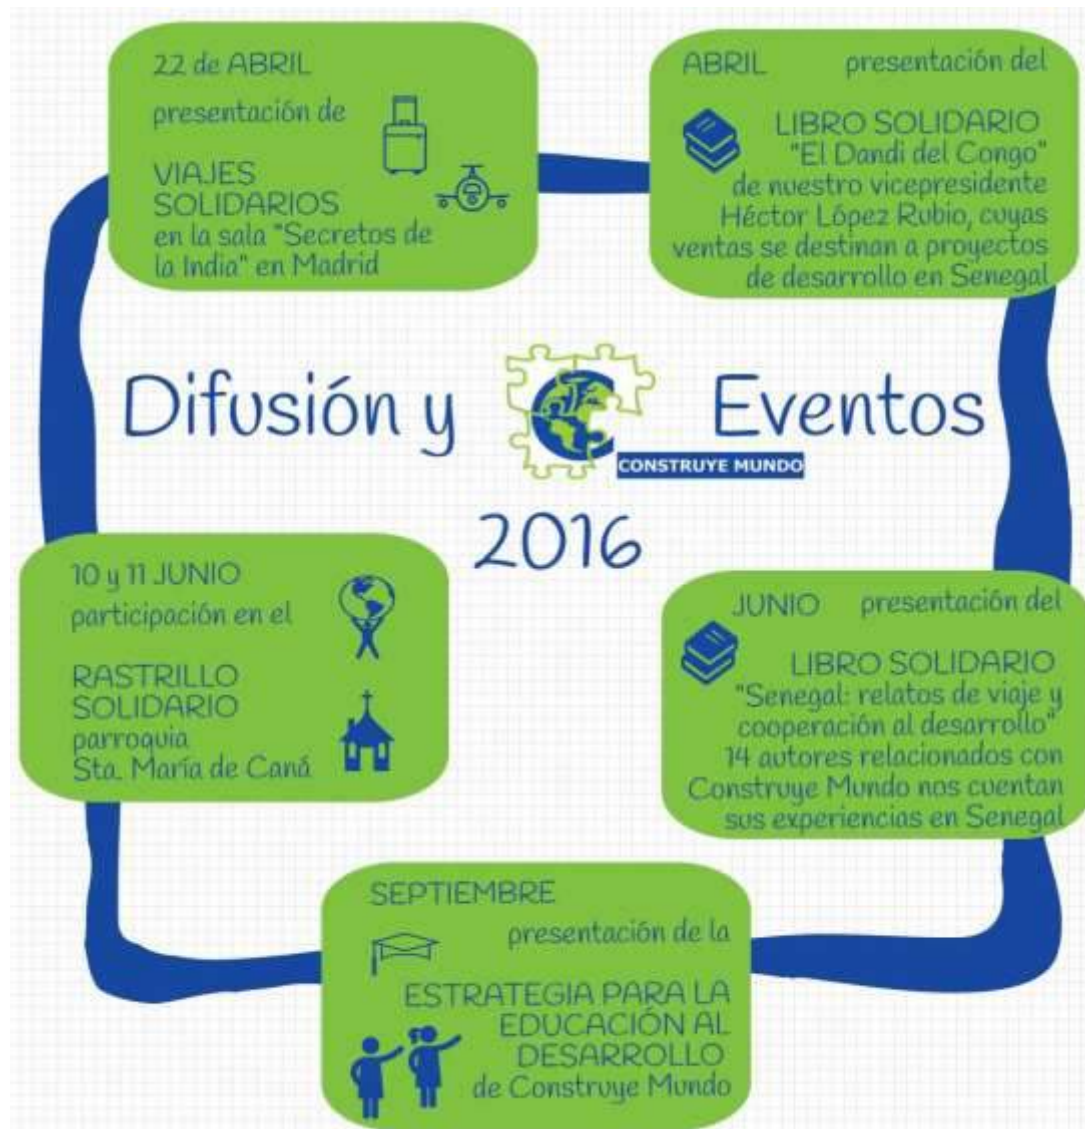 22 de ABRIL
presentación de
VIAJES
SOLIDARIOS
en la sala "Secretos de
la India" en Madrid
ABRIL presentación del
LIBRO SOLIDARIO
"El Dandi del Congo"
de nuestro vicepresidente
Héctor López Rubio, cuyas
ventas se destinan a proyectos
de desarrollo en Senegal
Difusión y Eventos
CONSTRUYE MUNDO
2016
10 y 11 JUNIO
participación en el
RASTRILLO
SOLIDARIO
parroquia
Sta. María de Caná
JUNIO presentación del
LIBRO SOLIDARIO
"Senegal: relatos de viaje y
cooperación al desarrollo"
14 autores relacionados con
Construye Mundo nos cuentan
sus experiencias en Senegal
SEPTIEMBRE
presentación de la
ESTRATEGIA PARA LA
EDUCACIÓN AL
DESARROLLO
de Construye Mundo